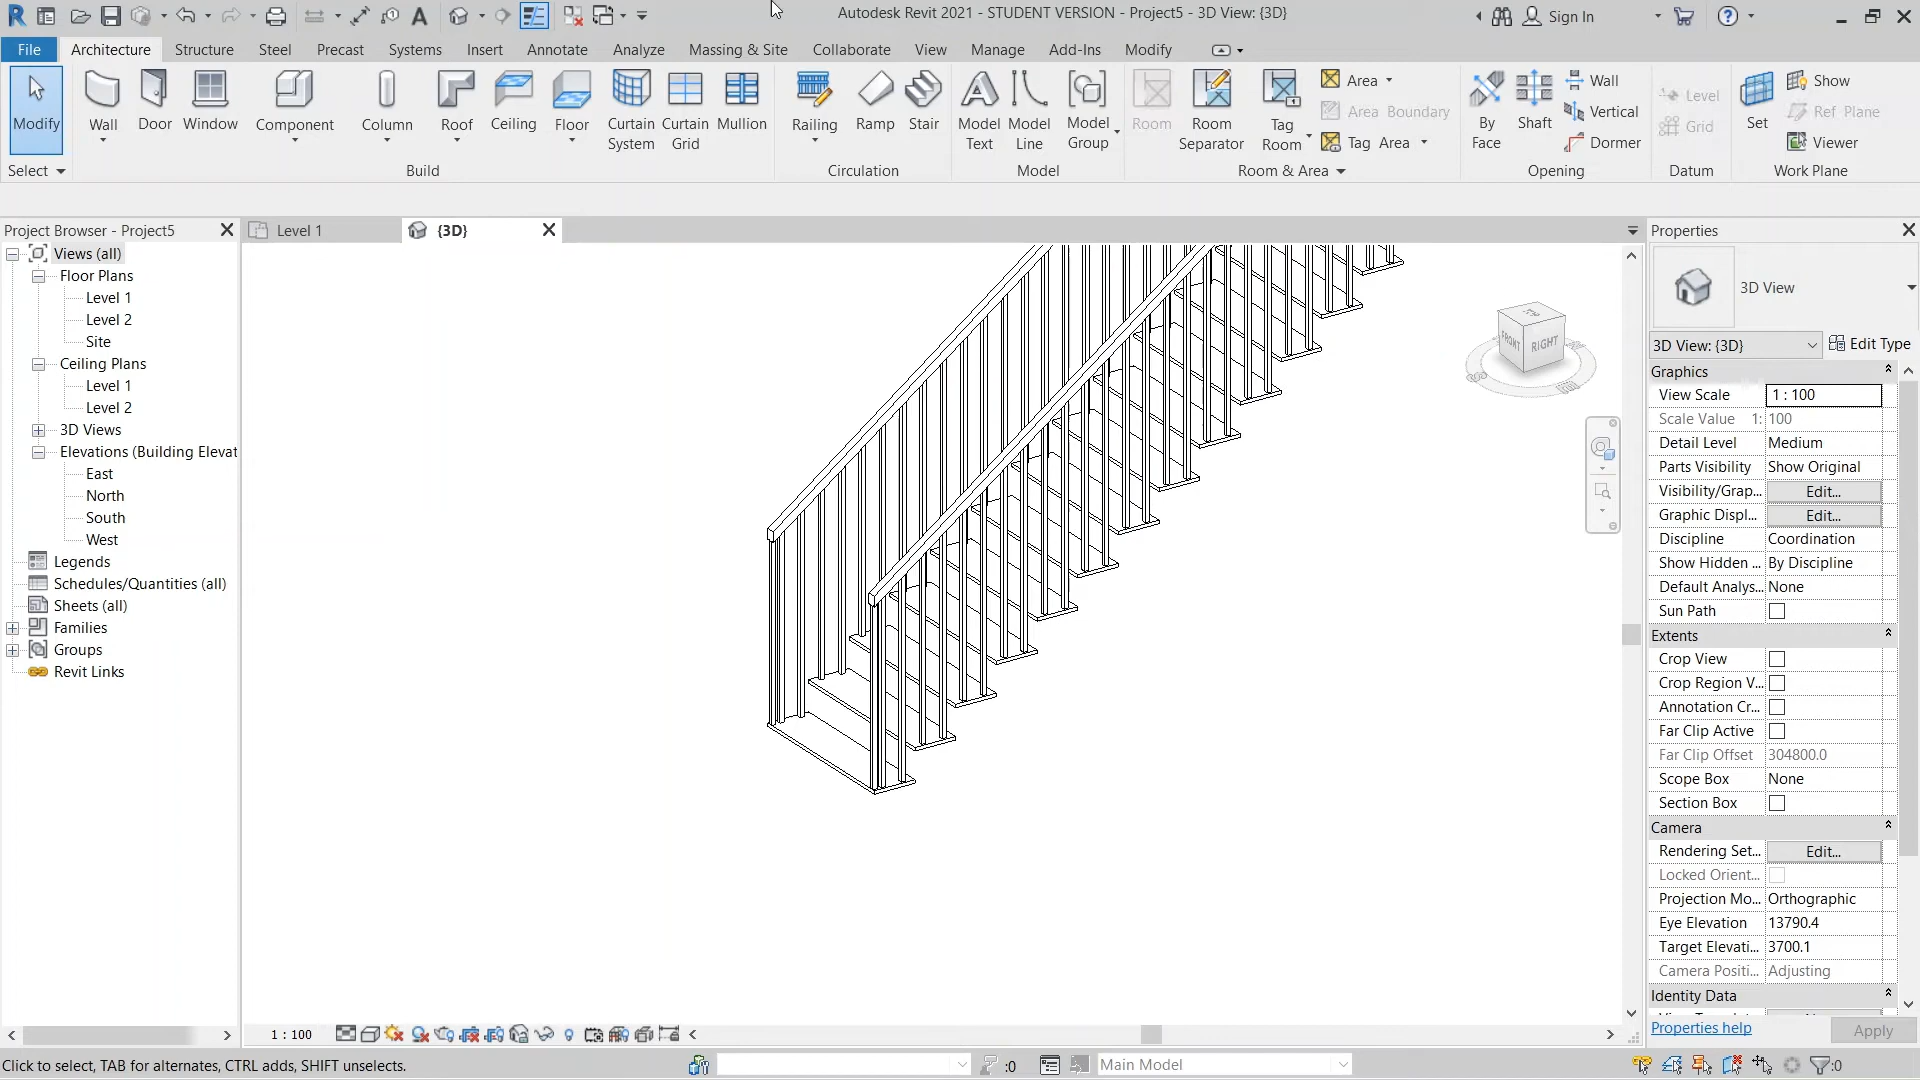 Autodesk Revit 2021 - STUDENT VERSION - Project5 - 3D View: {3D}
Sign In
File Architecture Structure Steel Precast Systems Insert Annotate Analyze Massing & Site Collaborate View Manage Add-Ins Modify
Modify Wall Door Window Component Column Roof Ceiling Floor Curtain System Curtain Grid Mullion Railing Ramp Stair Model Text Model Line Model Group Room Room Separator Tag Room
Area
Area Boundary
Tag Area
By Face Shaft
Wall
Vertical
Dormer
Level
Grid
Set
Show
Ref Plane
Viewer
Select Build Circulation Model Room & Area Opening Datum Work Plane
Project Browser - Project5
Level 1
{3D}
Properties
Views (all)
Floor Plans
Level 1
Level 2
Site
Ceiling Plans
Level 1
Level 2
3D Views
Elevations (Building Elevat
East
North
South
West
Legends
Schedules/Quantities (all)
Sheets (all)
Families
Groups
Revit Links
FRONT RIGHT
3D View
3D View: {3D} Edit Type
Graphics
View Scale 1 : 100
Scale Value 1: 100
Detail Level Medium
Parts Visibility Show Original
Visibility/Grap... Edit...
Graphic Displ... Edit...
Discipline Coordination
Show Hidden ... By Discipline
Default Analys... None
Sun Path
Extents
Crop View
Crop Region V...
Annotation Cr...
Far Clip Active
Far Clip Offset 304800.0
Scope Box None
Section Box
Camera
Rendering Set... Edit...
Locked Orient...
Projection Mo... Orthographic
Eye Elevation 13790.4
Target Elevati... 3700.1
Camera Positi... Adjusting
Identity Data
Properties help Apply
1 : 100
Click to select, TAB for alternates, CTRL adds, SHIFT unselects.
:0
Main Model
:0